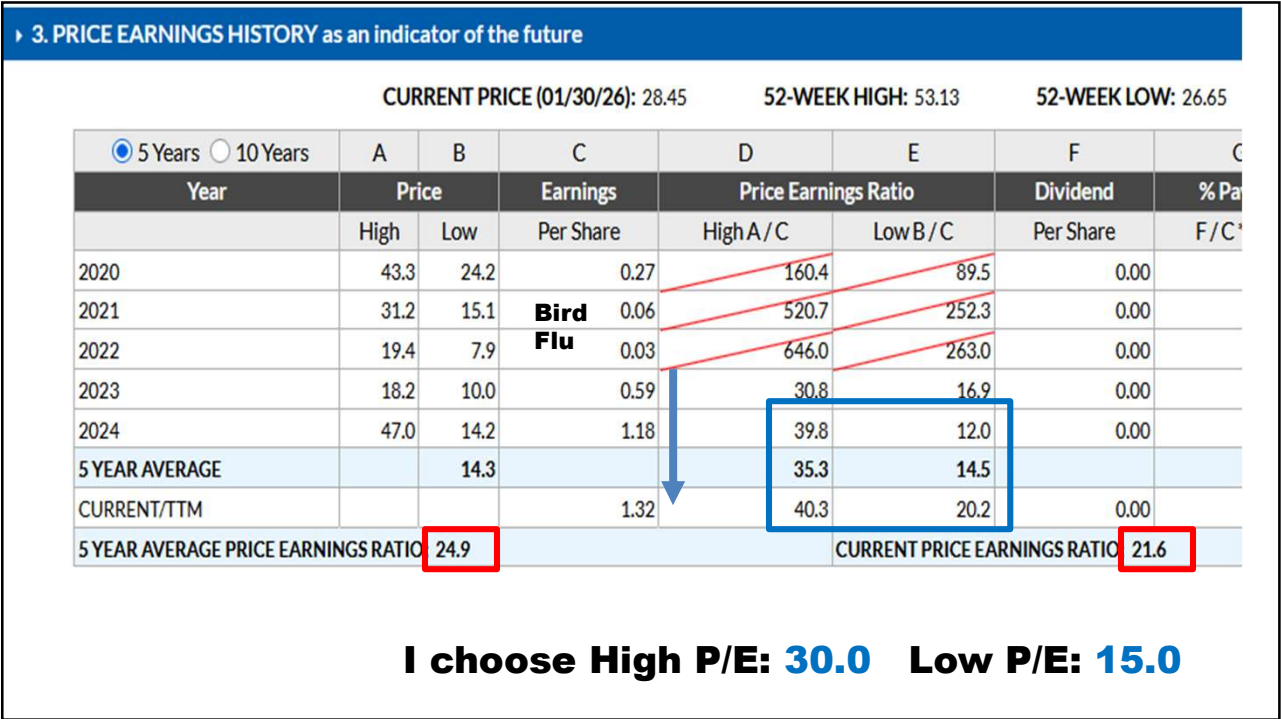 3. PRICE EARNINGS HISTORY as an indicator of the future
CURRENT PRICE (01/30/26): 28.45 52-WEEK HIGH: 53.13 52-WEEK LOW: 26.65
5 Years 10 Years A B C D E F
Year Price Earnings Price Earnings Ratio Dividend
High Low Per Share High A / C Low B / C Per Share F / C
2020 43.3 24.2 0.27 160.4 89.5 0.00
2021 31.2 15.1 Bird 0.06 520.7 252.3 0.00
2022 19.4 7.9 Flu 0.03 646.0 263.0 0.00
2023 18.2 10.0 0.59 30.8 16.9 0.00
2024 47.0 14.2 1.18 39.8 12.0 0.00
5 YEAR AVERAGE 14.3 35.3 14.5
CURRENT/TTM 1.32 40.3 20.2 0.00
5 YEAR AVERAGE PRICE EARNINGS RATIO 24.9 CURRENT PRICE EARNINGS RATIO 21.6
I choose High P/E: 30.0 Low P/E: 15.0